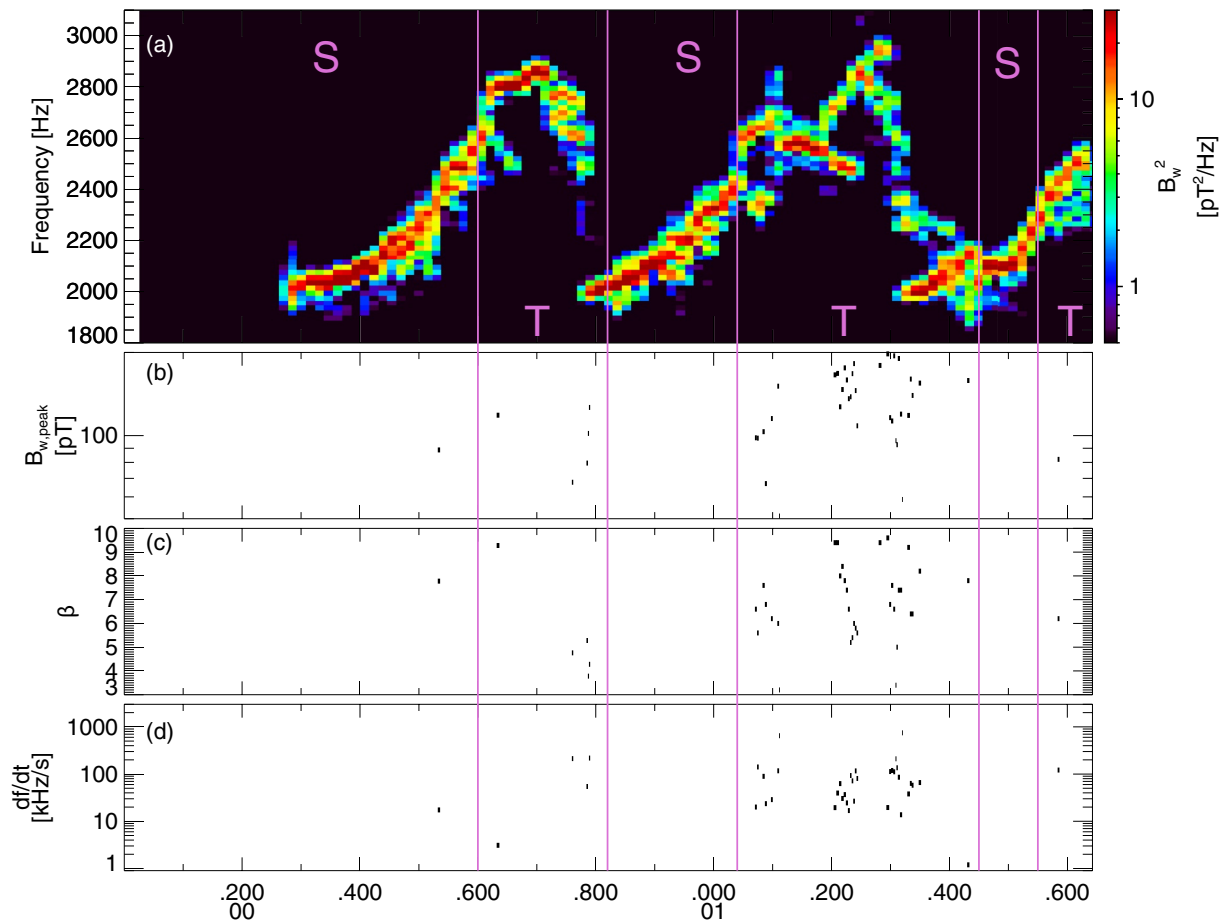 (a)
S
S
S
T
T
T
3000
2800
2600
2400
2200
2000
1800
Frequency [Hz]
10
1
B_w^2
[pT^2/Hz]
(b)
100
B_w,peak
[pT]
(c)
10
9
8
7
6
5
4
3
β
(d)
1000
100
10
1
df/dt
[kHz/s]
.200 .400 .600 .800 .000 .200 .400 .600
00 01